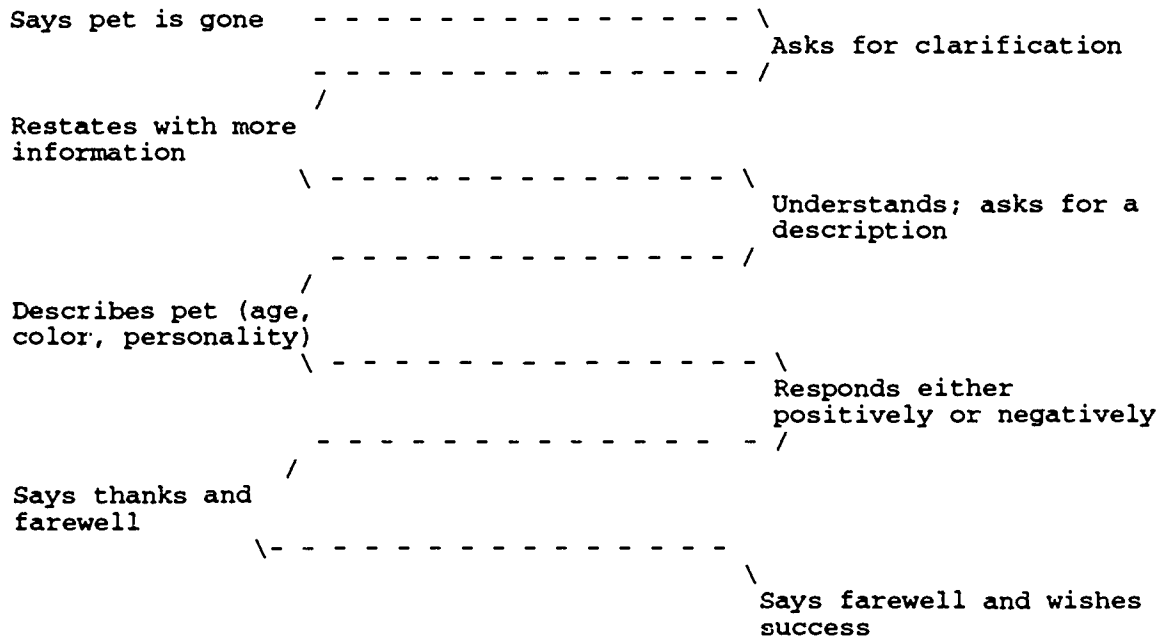 Says pet is gone - - - - - - - - - - - - - - \
Asks for clarification
- - - - - - - - - - - - - - /
/
Restates with more
information
\ - - - - - - - - - - - - - \
Understands; asks for a
description
- - - - - - - - - - - - - /
/
Describes pet (age,
color, personality)
\ - - - - - - - - - - - - - - \
Responds either
positively or negatively
- - - - - - - - - - - - - - /
/
Says thanks and
farewell
\- - - - - - - - - - - - - - -
\
Says farewell and wishes
success